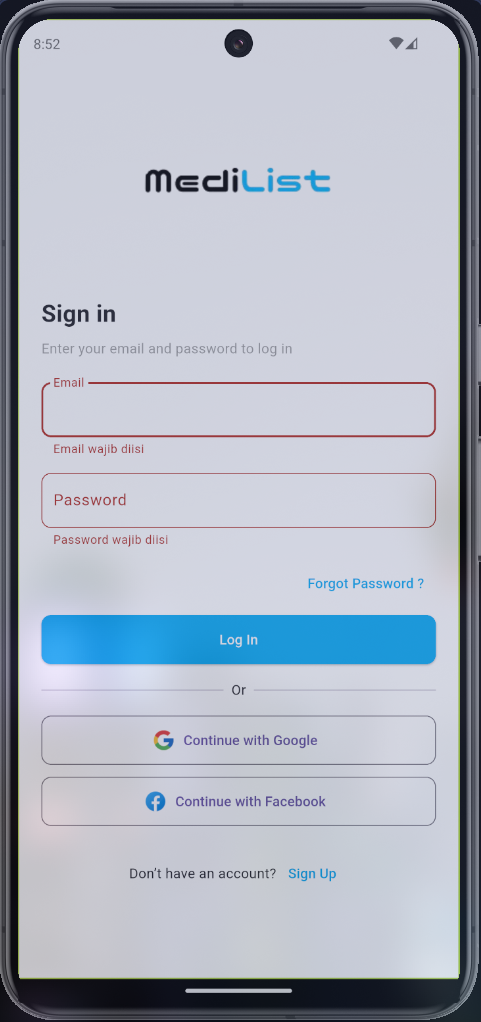 8:52
MediList
Sign in
Enter your email and password to log in
Email
Email wajib diisi
Password
Password wajib diisi
Forgot Password ?
Log In
Or
Continue with Google
Continue with Facebook
Don't have an account? Sign Up